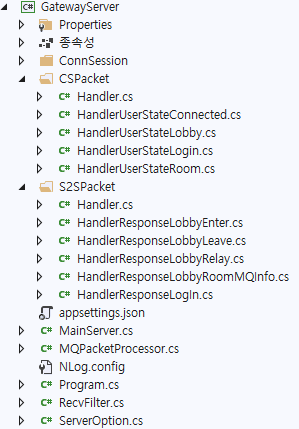 GatewayServer
Properties
종속성
ConnSession
CSPacket
Handler.cs
HandlerUserStateConnected.cs
HandlerUserStateLobby.cs
HandlerUserStateLogin.cs
HandlerUserStateRoom.cs
S2SPacket
Handler.cs
HandlerResponseLobbyEnter.cs
HandlerResponseLobbyLeave.cs
HandlerResponseLobbyRelay.cs
HandlerResponseLobbyRoomMQInfo.cs
HandlerResponseLogIn.cs
appsettings.json
MainServer.cs
MQPacketProcessor.cs
NLog.config
Program.cs
RecvFilter.cs
ServerOption.cs